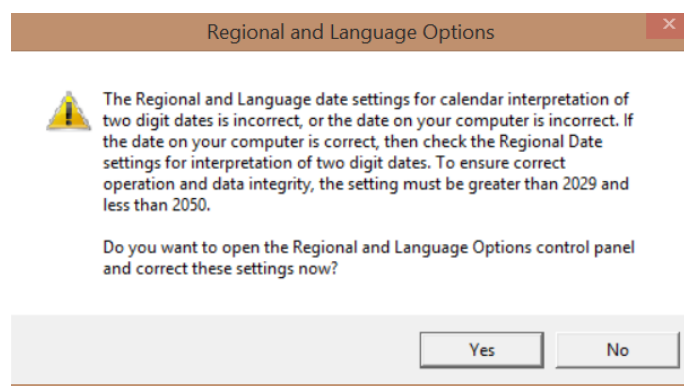 Regional and Language Options
The Regional and Language date settings for calendar interpretation of
two digit dates is incorrect, or the date on your computer is incorrect. If
the date on your computer is correct, then check the Regional Date
settings for interpretation of two digit dates. To ensure correct
operation and data integrity, the setting must be greater than 2029 and
less than 2050.
Do you want to open the Regional and Language Options control panel
and correct these settings now?
Yes No